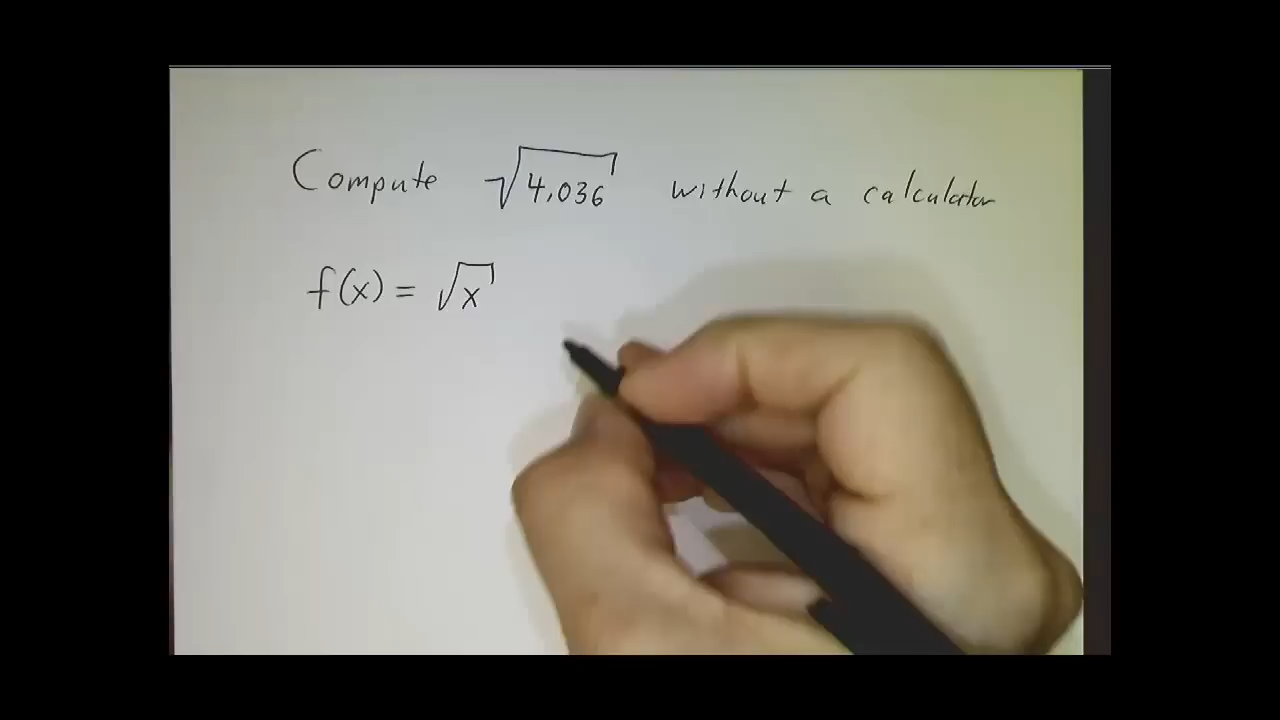 Compute √4,036 without a calculator
f(x) = √x